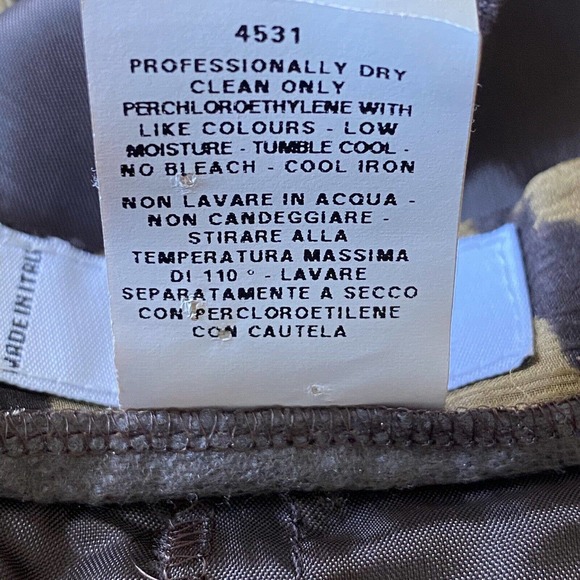 4531
PROFESSIONALLY DRY
CLEAN ONLY
PERCHLOROETHYLENE WITH
LIKE COLOURS - LOW
MOISTURE - TUMBLE COOL -
NO BLEACH - COOL IRON
NON LAVARE IN ACQUA -
NON CANDEGGIARE -
STIRARE ALLA
TEMPERATURA MASSIMA
DI 110 ° - LAVARE
SEPARATAMENTE A SECCO
CON PERCLOROETILENE
CON CAUTELA
MADE IN ITALY